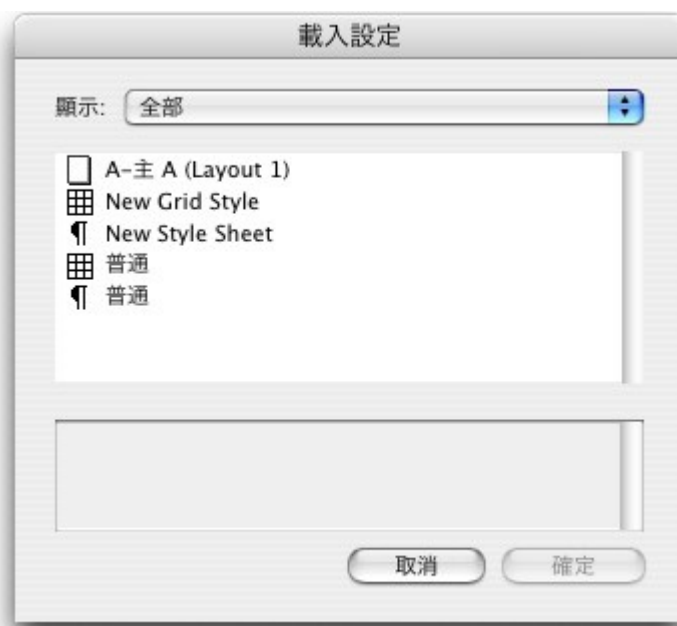 載入設定
顯示: 全部
A-主 A (Layout 1)
New Grid Style
¶ New Style Sheet
普通
¶ 普通
取消 確定